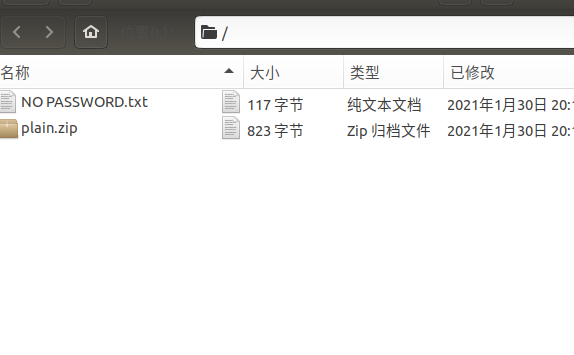 /
名称 大小 类型 已修改
NO PASSWORD.txt 117 字节 纯文本文档 2021年1月30日 20:
plain.zip 823 字节 Zip 归档文件 2021年1月30日 20: